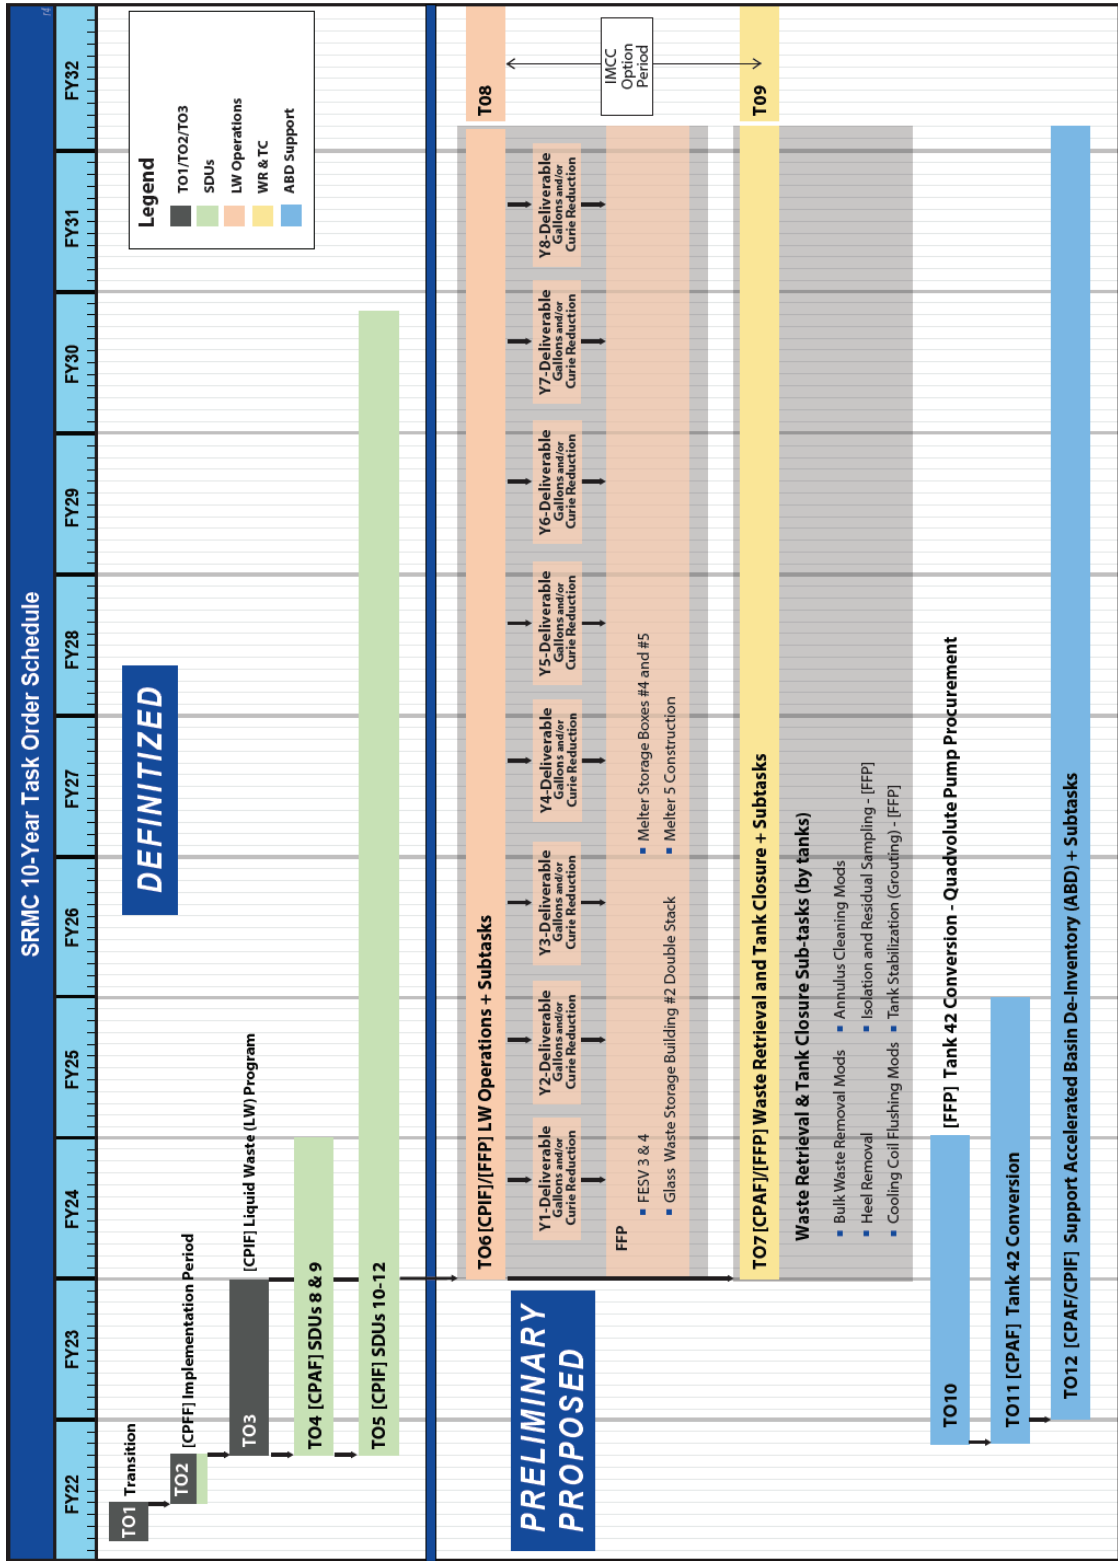 SRMC 10-Year Task Order Schedule
FY22
FY23
FY24
FY25
FY26
FY27
FY28
FY29
FY30
FY31
FY32
Legend
TO1/TO2/TO3
SDUs
LW Operations
WR & TC
ABD Support
DEFINITIZED
TO1
Transition
TO2
[CPFF] Implementation Period
TO3
[CPIF] Liquid Waste (LW) Program
TO4 [CPAF] SDUs 8 & 9
TO5 [CPIF] SDUs 10-12
PRELIMINARY
PROPOSED
TO6 [CPIF]/[FFP] LW Operations + Subtasks
T08
Y1-Deliverable
Gallons and/or
Curie Reduction
Y2-Deliverable
Gallons and/or
Curie Reduction
Y3-Deliverable
Gallons and/or
Curie Reduction
Y4-Deliverable
Gallons and/or
Curie Reduction
Y5-Deliverable
Gallons and/or
Curie Reduction
Y6-Deliverable
Gallons and/or
Curie Reduction
Y7-Deliverable
Gallons and/or
Curie Reduction
Y8-Deliverable
Gallons and/or
Curie Reduction
IMCC
Option
Period
FFP
▪ FESV 3 & 4
▪ Glass Waste Storage Building #2 Double Stack
▪ Melter Storage Boxes #4 and #5
▪ Melter 5 Construction
TO7 [CPAF]/[FFP] Waste Retrieval and Tank Closure + Subtasks
T09
Waste Retrieval & Tank Closure Sub-tasks (by tanks)
▪ Bulk Waste Removal Mods
▪ Heel Removal
▪ Cooling Coil Flushing Mods
▪ Annulus Cleaning Mods
▪ Isolation and Residual Sampling - [FFP]
▪ Tank Stabilization (Grouting) - [FFP]
TO10
[FFP] Tank 42 Conversion - Quadvolute Pump Procurement
TO11 [CPAF] Tank 42 Conversion
TO12 [CPAF/CPIF] Support Accelerated Basin De-Inventory (ABD) + Subtasks